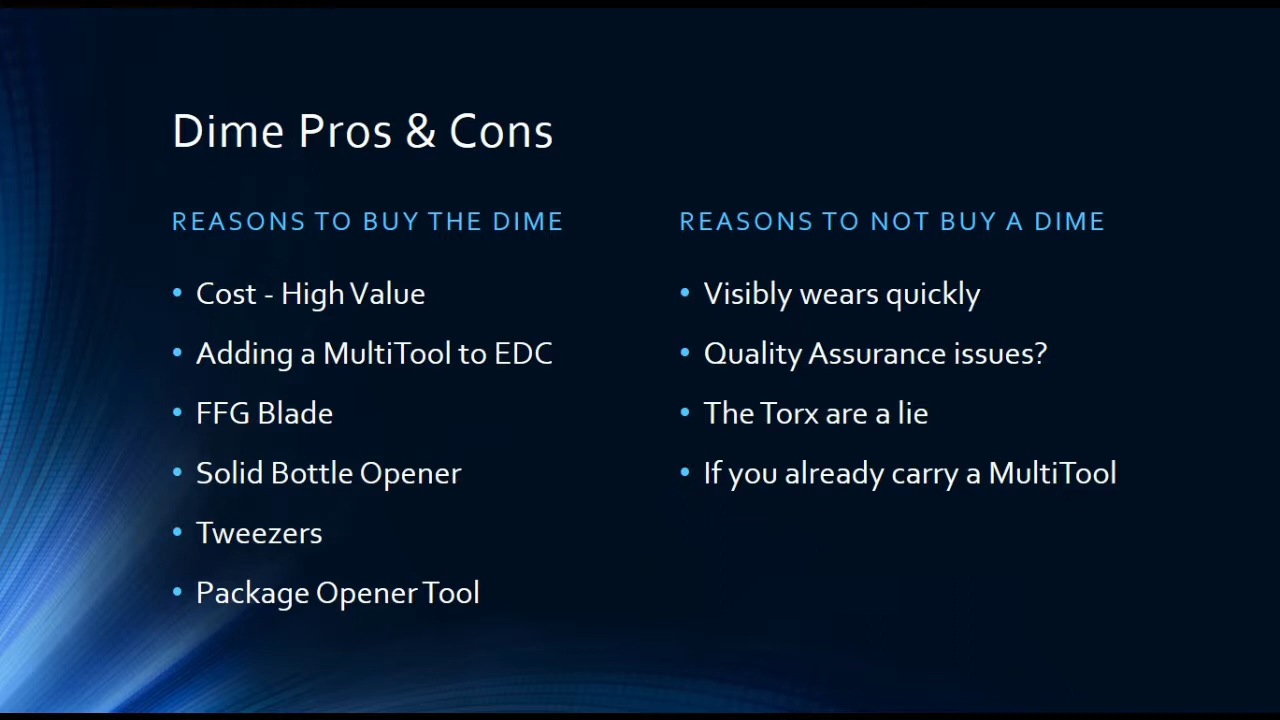 Dime Pros & Cons
REASONS TO BUY THE DIME
• Cost - High Value
• Adding a MultiTool to EDC
• FFG Blade
• Solid Bottle Opener
• Tweezers
• Package Opener Tool
REASONS TO NOT BUY A DIME
• Visibly wears quickly
• Quality Assurance issues?
• The Torx are a lie
• If you already carry a MultiTool